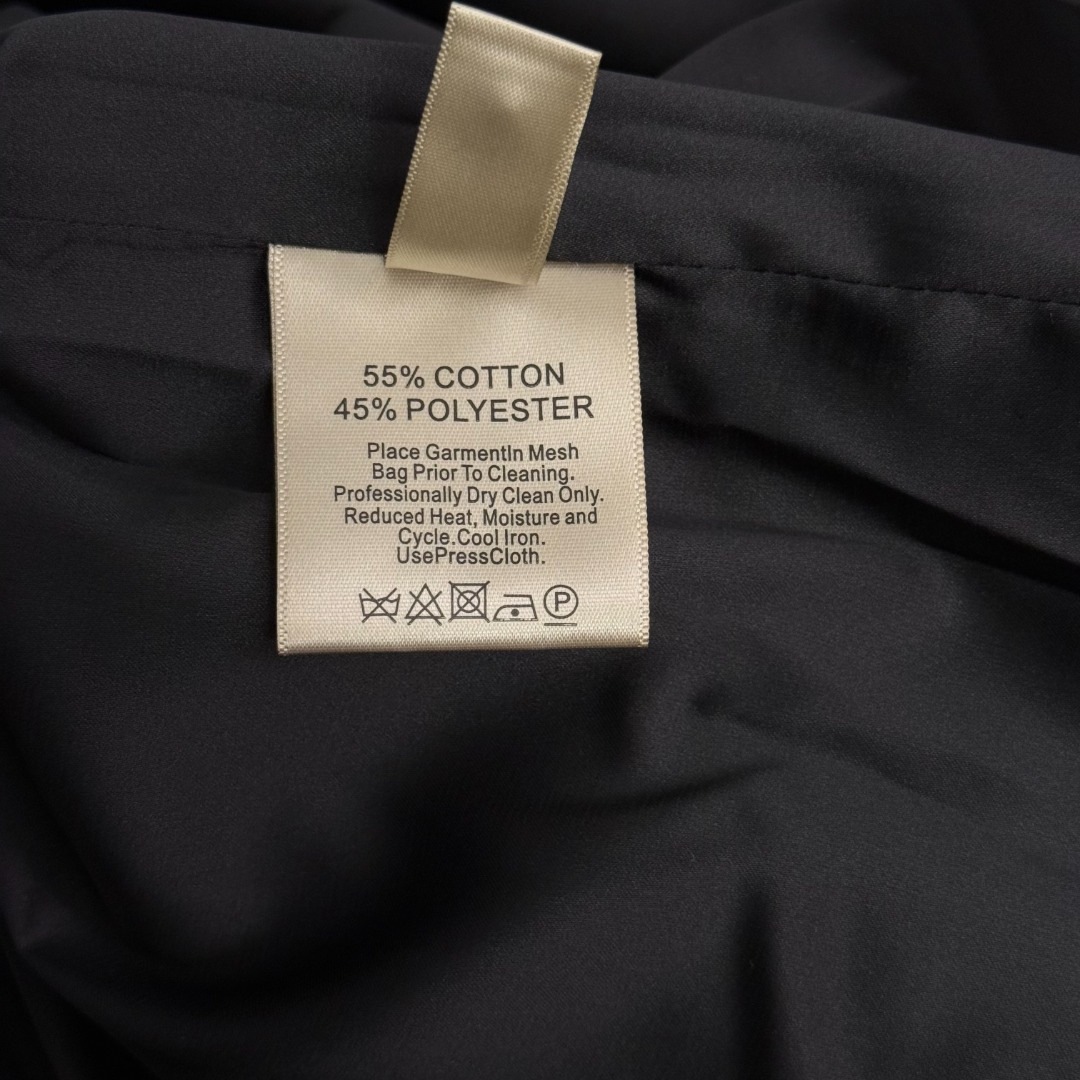 55% COTTON
45% POLYESTER
Place GarmentIn Mesh
Bag Prior To Cleaning.
Professionally Dry Clean Only.
Reduced Heat, Moisture and
Cycle.Cool Iron.
UsePressCloth.
P